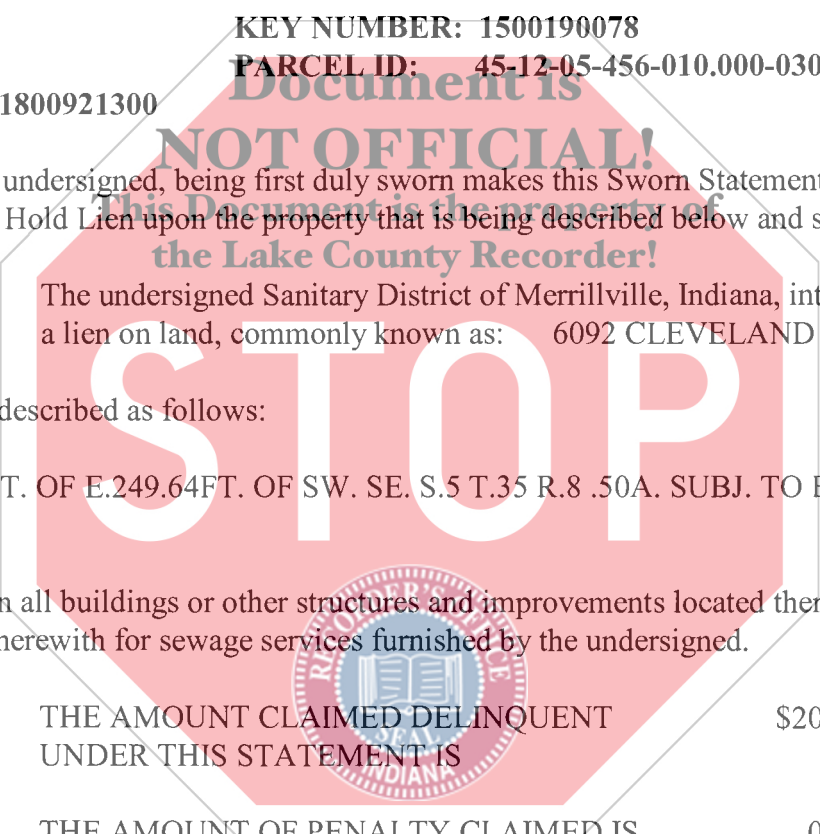 KEY NUMBER: 1500190078
PARCEL ID: 45-12-05-456-010.000-030
Document is
1800921300
NOT OFFICIAL!
undersigned, being first duly sworn makes this Sworn Statement
This Document is the property of
Hold Lien upon the property that is being described below and s
the Lake County Recorder!
The undersigned Sanitary District of Merrillville, Indiana, int
a lien on land, commonly known as: 6092 CLEVELAND
STOP
described as follows:
T. OF E.249.64FT. OF SW. SE. S.5 T.35 R.8 .50A. SUBJ. TO E
n all buildings or other structures and improvements located ther
herewith for sewage services furnished by the undersigned.
RECORDER'S OFFICE
SEAL
INDIANA
THE AMOUNT CLAIMED DELINQUENT $20
UNDER THIS STATEMENT IS
THE AMOUNT OF PENALTY CLAIMED IS 0